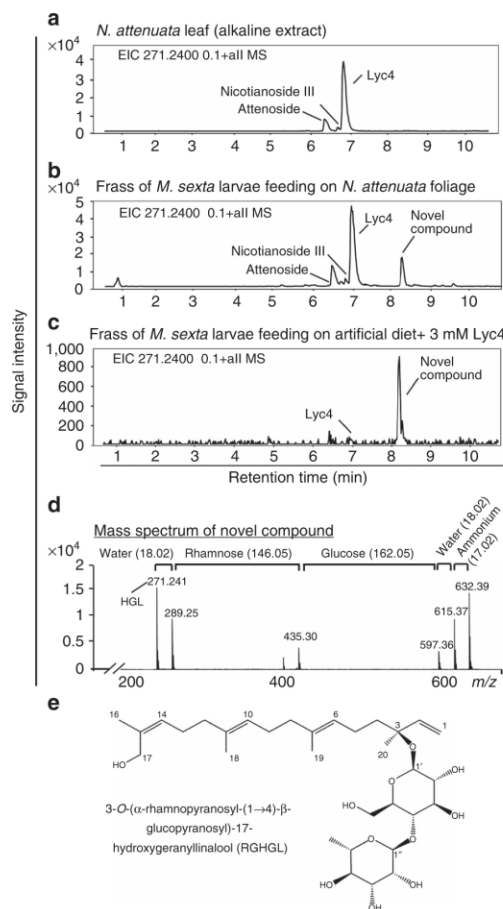 a
N. attenuata leaf (alkaline extract)
×10⁴
EIC 271.2400 0.1+all MS
5
4
3
2
1
0
Lyc4
Nicotianoside III
Attenoside
1 2 3 4 5 6 7 8 9 10
b
Frass of M. sexta larvae feeding on N. attenuata foliage
×10⁴
EIC 271.2400 0.1+all MS
5
4
3
2
1
0
Lyc4
Novel
compound
Nicotianoside III
Attenoside
1 2 3 4 5 6 7 8 9 10
c
Frass of M. sexta larvae feeding on artificial diet+ 3 mM Lyc4
EIC 271.2400 0.1+all MS
1,000
800
600
400
200
0
Novel
compound
Lyc4
1 2 3 4 5 6 7 8 9 10
Retention time (min)
Signal intensity
d
Mass spectrum of novel compound
×10⁴
Water (18.02)
Rhamnose (146.05)
Glucose (162.05)
Water (18.02)
Ammonium
(17.02)
2
1.5
1
0.5
0
271.241
HGL
289.25
435.30
597.36
615.37
632.39
200 400 600 m/z
e
16 14 10 6 3 1
17 18 19 20
HO
O
1′
O
OH
HO
OH
O
O
1″
HO
OH
OH
3-O-(α-rhamnopyranosyl-(1→4)-β-
glucopyranosyl)-17-
hydroxygeranyllinalool (RGHGL)